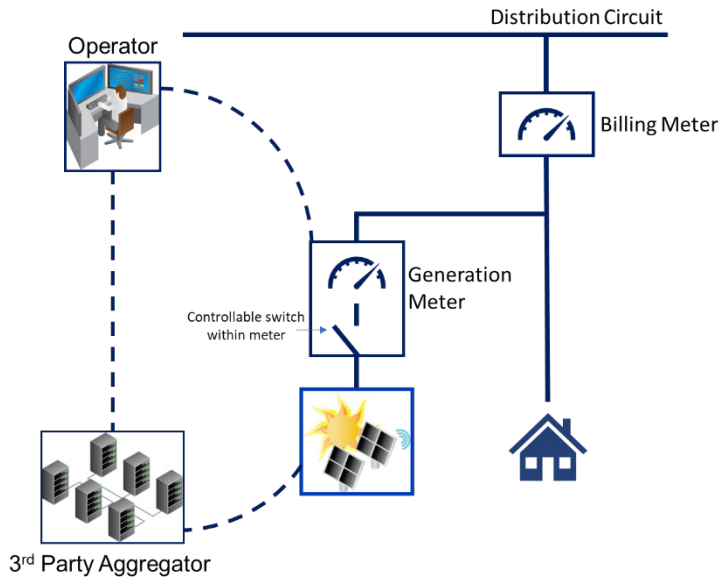 Distribution Circuit
Operator
Billing Meter
Generation
Meter
Controllable switch
within meter
3rd Party Aggregator